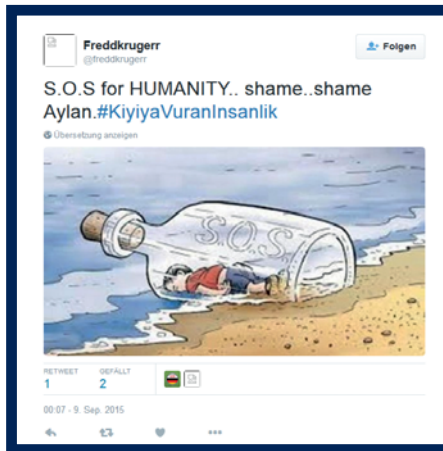 Freddkrugerr
@freddkrugerr
Folgen
S.O.S for HUMANITY.. shame..shame
Aylan.#KiyiyaVuranInsanlik
Übersetzung anzeigen
S.O.S
RETWEET
GEFÄLLT
1
2
00:07 - 9. Sep. 2015